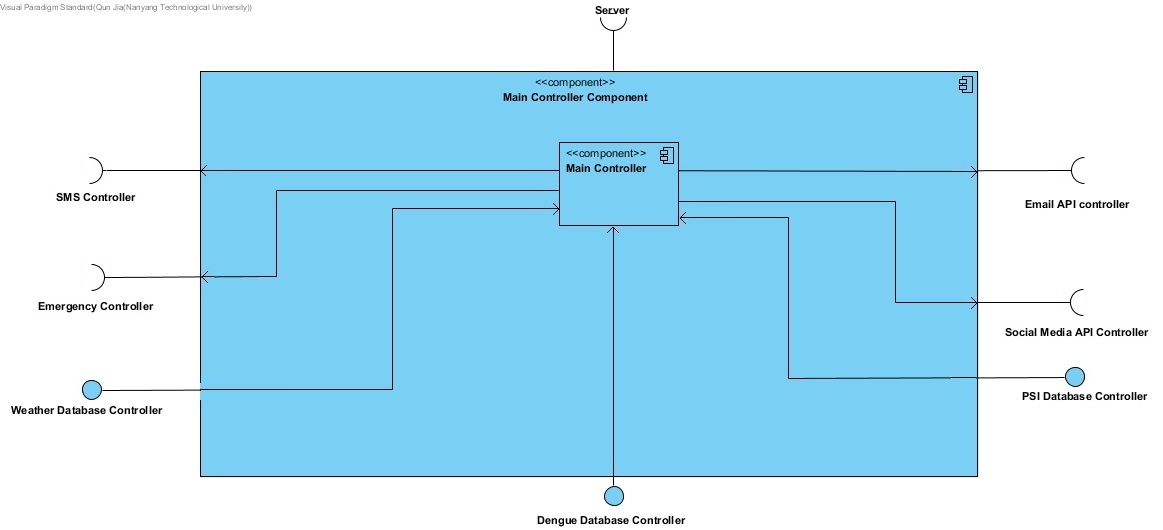 Visual Paradigm Standard(Qun Jia(Nanyang Technological University))
Server
<<component>>
Main Controller Component
<<component>>
Main Controller
SMS Controller
Email API controller
Emergency Controller
Social Media API Controller
Weather Database Controller
PSI Database Controller
Dengue Database Controller